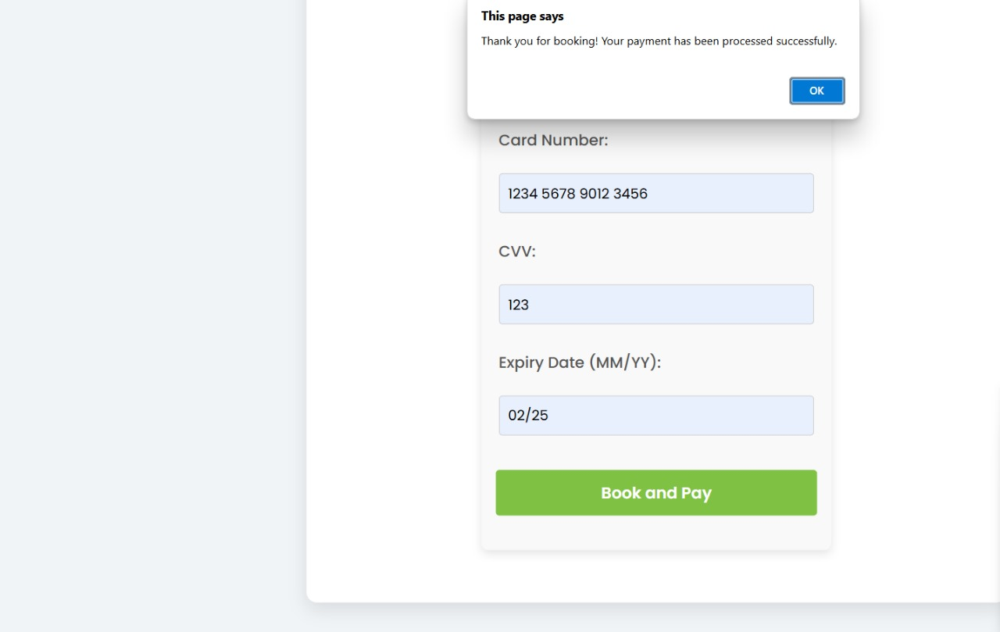 This page says
Thank you for booking! Your payment has been processed successfully.
OK
Card Number:
1234 5678 9012 3456
CVV:
123
Expiry Date (MM/YY):
02/25
Book and Pay